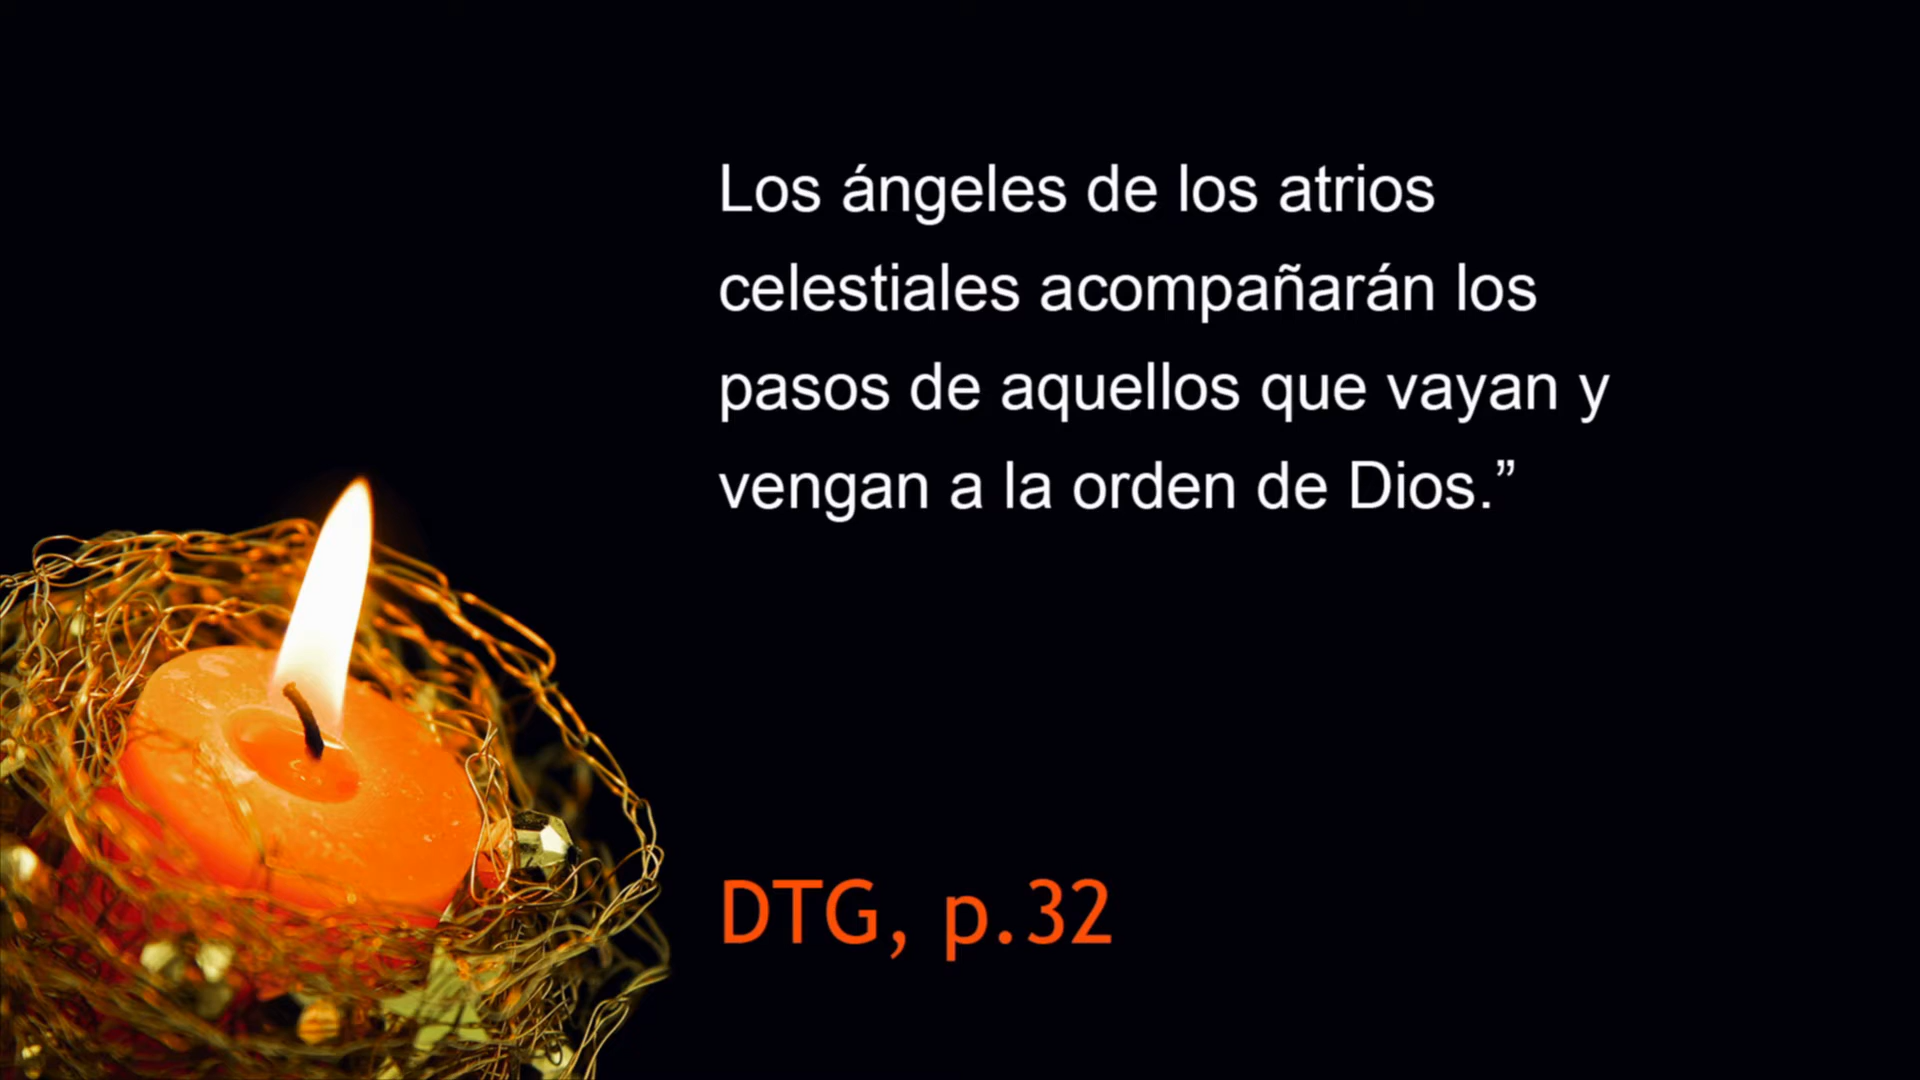 Los ángeles de los atrios
celestiales acompañarán los
pasos de aquellos que vayan y
vengan a la orden de Dios.”
DTG, p.32